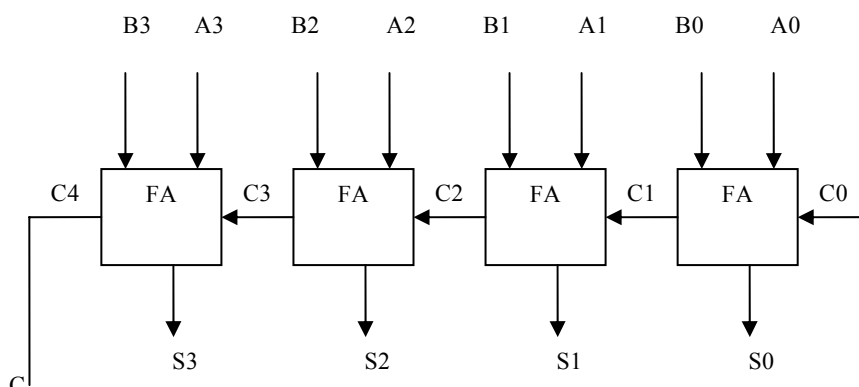 B3 A3 B2 A2 B1 A1 B0 A0
C4 FA C3 FA C2 FA C1 FA C0
S3 S2 S1 S0
C